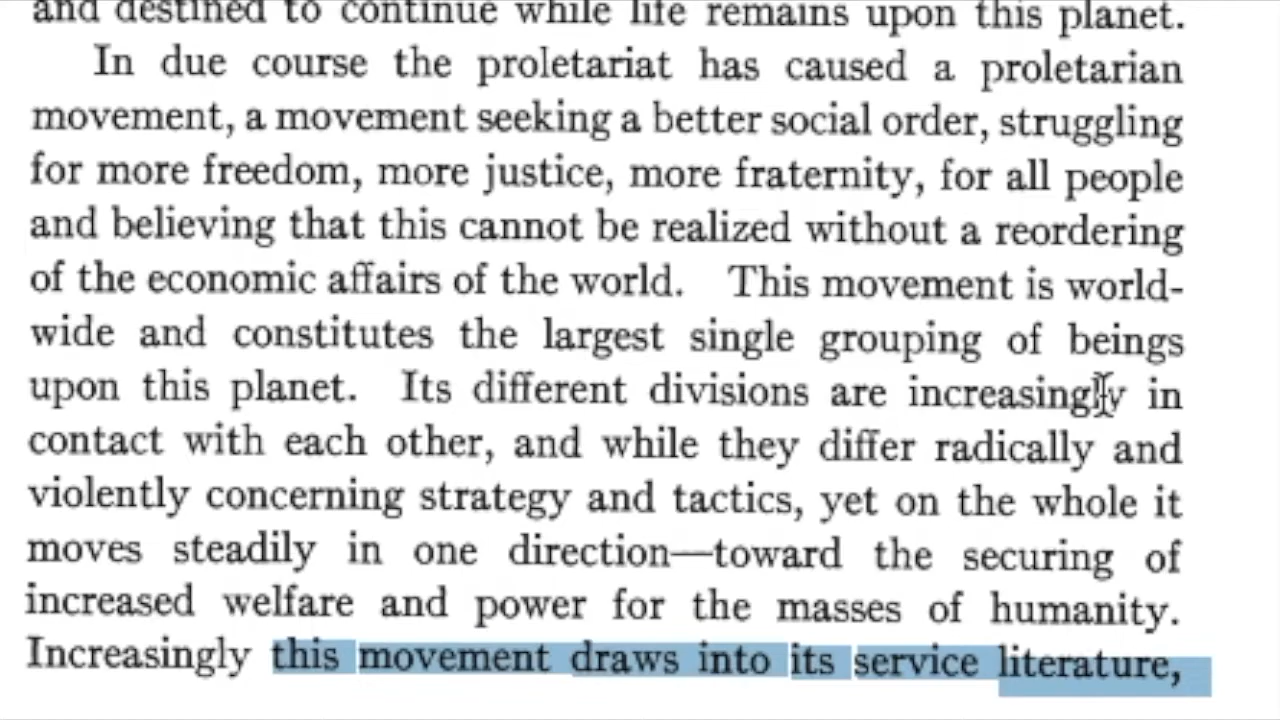 and destined to continue while life remains upon this planet.
In due course the proletariat has caused a proletarian
movement, a movement seeking a better social order, struggling
for more freedom, more justice, more fraternity, for all people
and believing that this cannot be realized without a reordering
of the economic affairs of the world. This movement is world-
wide and constitutes the largest single grouping of beings
upon this planet. Its different divisions are increasingly in
contact with each other, and while they differ radically and
violently concerning strategy and tactics, yet on the whole it
moves steadily in one direction—toward the securing of
increased welfare and power for the masses of humanity.
Increasingly this movement draws into its service literature,